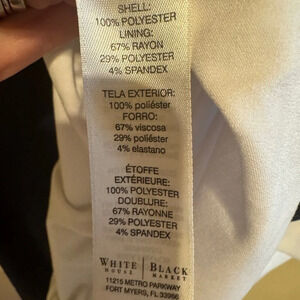 SHELL:
100% POLYESTER
LINING:
67% RAYON
29% POLYESTER
4% SPANDEX
TELA EXTERIOR:
100% poliéster
FORRO:
67% viscosa
29% poliéster
4% elastano
ÉTOFFE
EXTÉRIEURE:
100% POLYESTER
DOUBLURE:
67% RAYONNE
29% POLYESTER
4% SPANDEX
WHITE | BLACK
HOUSE | MARKET
11215 METRO PARKWAY
FORT MYERS, FL 33966